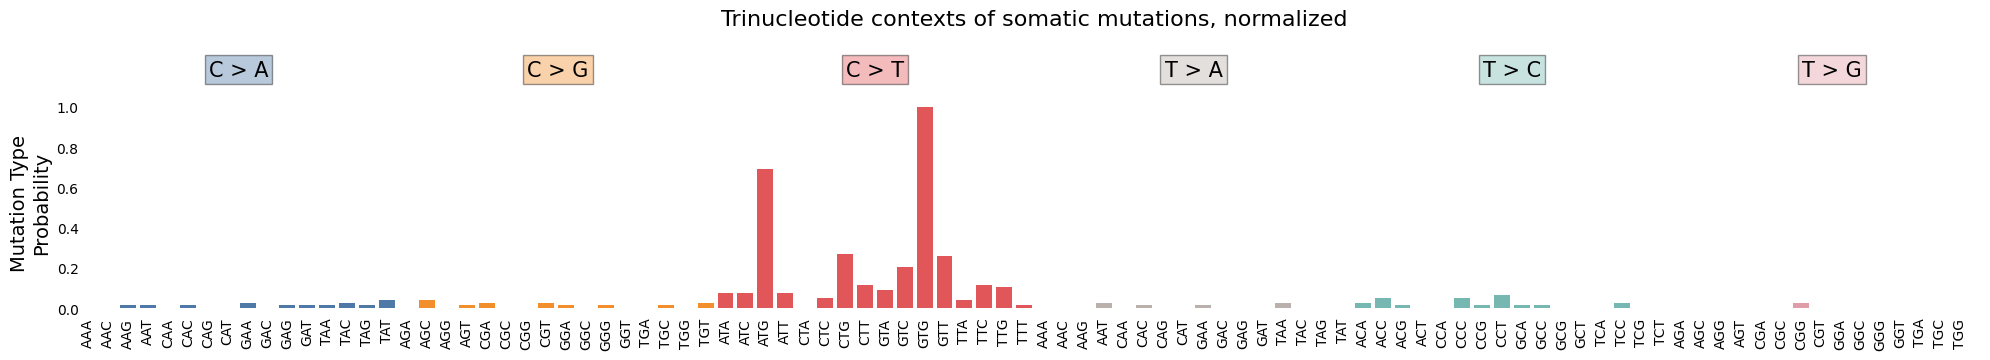 Trinucleotide contexts of somatic mutations, normalized
C > A
C > G
C > T
T > A
T > C
T > G
Mutation Type
Probability
1.0
0.8
0.6
0.4
0.2
0.0
AAA
AAC
AAG
AAT
CAA
CAC
CAG
CAT
GAA
GAC
GAG
GAT
TAA
TAC
TAG
TAT
AGA
AGC
AGG
AGT
CGA
CGC
CGG
CGT
GGA
GGC
GGG
GGT
TGA
TGC
TGG
TGT
ATA
ATC
ATG
ATT
CTA
CTC
CTG
CTT
GTA
GTC
GTG
GTT
TTA
TTC
TTG
TTT
AAA
AAC
AAG
AAT
CAA
CAC
CAG
CAT
GAA
GAC
GAG
GAT
TAA
TAC
TAG
TAT
ACA
ACC
ACG
ACT
CCA
CCC
CCG
CCT
GCA
GCC
GCG
GCT
TCA
TCC
TCG
TCT
AGA
AGC
AGG
AGT
CGA
CGC
CGG
CGT
GGA
GGC
GGG
GGT
TGA
TGC
TGG